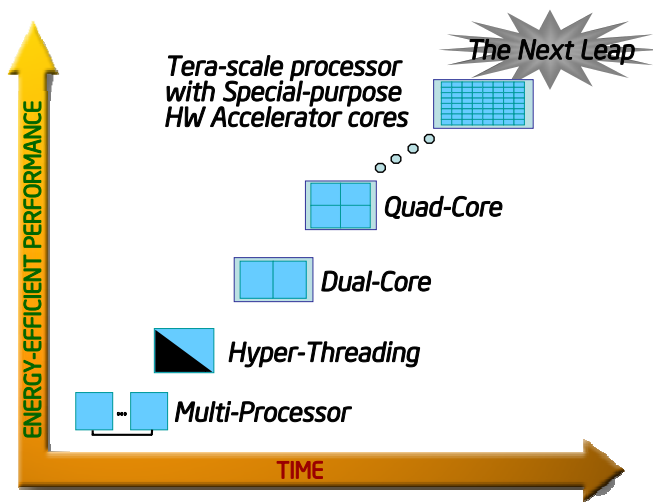 The Next Leap
Tera-scale processor
with Special-purpose
HW Accelerator cores
Quad-Core
Dual-Core
Hyper-Threading
Multi-Processor
ENERGY-EFFICIENT PERFORMANCE
TIME